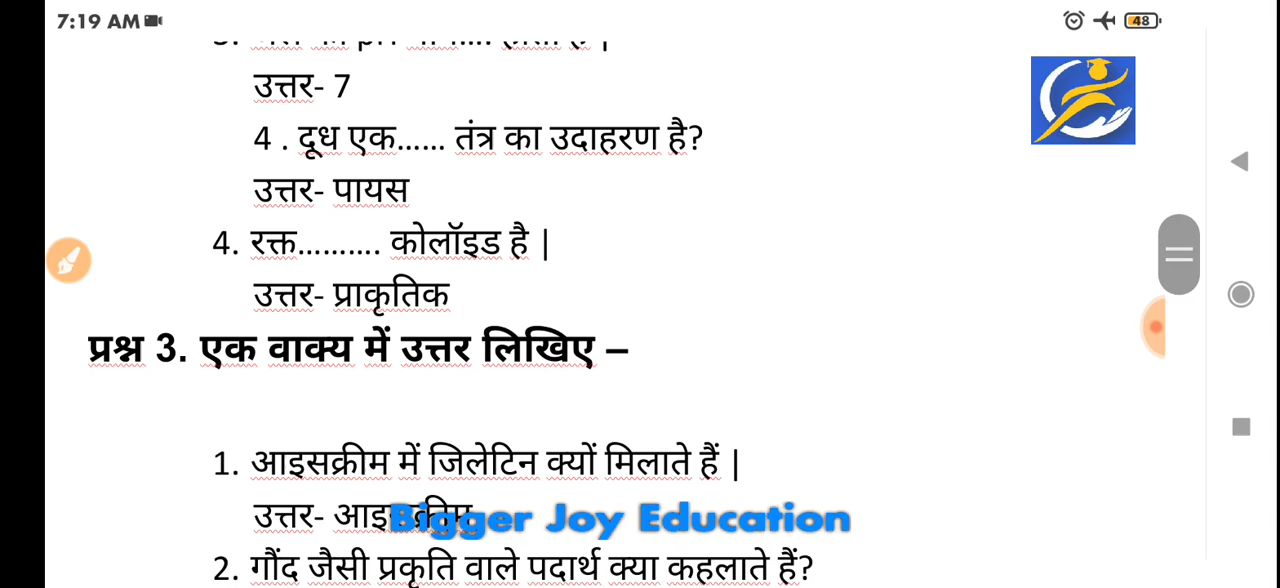 7:19 AM
48
उत्तर- 7
4 . दूध एक...... तंत्र का उदाहरण है?
उत्तर- पायस
4. रक्त.......... कोलॉइड है |
उत्तर- प्राकृतिक
प्रश्न 3. एक वाक्य में उत्तर लिखिए –
1. आइसक्रीम में जिलेटिन क्यों मिलाते हैं |
उत्तर- आइसक्रीम
Bigger Joy Education
2. गौंद जैसी प्रकृति वाले पदार्थ क्या कहलाते हैं?